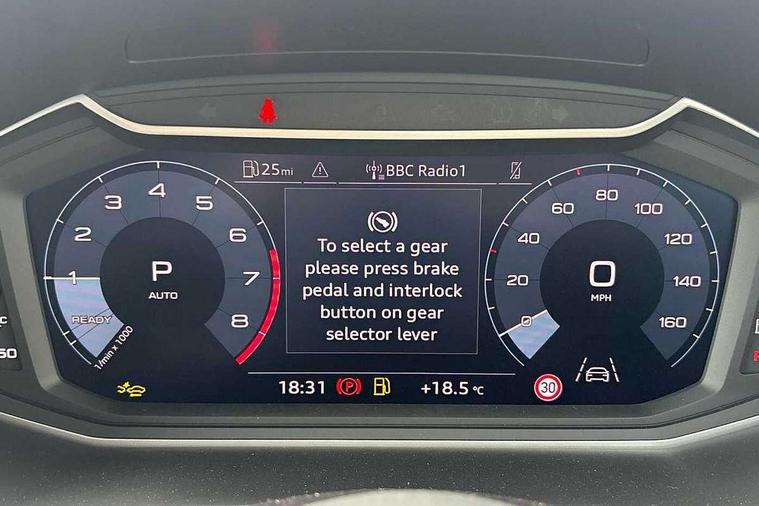 25mi
BBC Radio1
1
2
3
4
5
6
7
8
P
AUTO
READY
1/min x 1000
To select a gear
please press brake
pedal and interlock
button on gear
selector lever
0
20
40
60
80
100
120
140
160
0
MPH
18:31
P
+18.5 °C
30